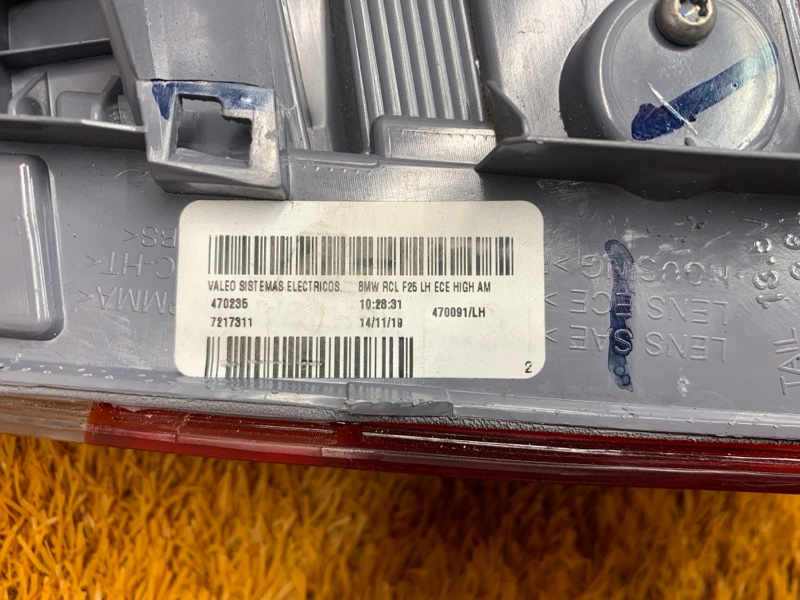 VALEO SISTEMAS ELECTRICOS. BMW RCL F25 LH ECE HIGH AM
470235 10:28:31 470091/LH
7217311 14/11/18
2
HOUSING
LENS ECE
LENS SAE
TAIL